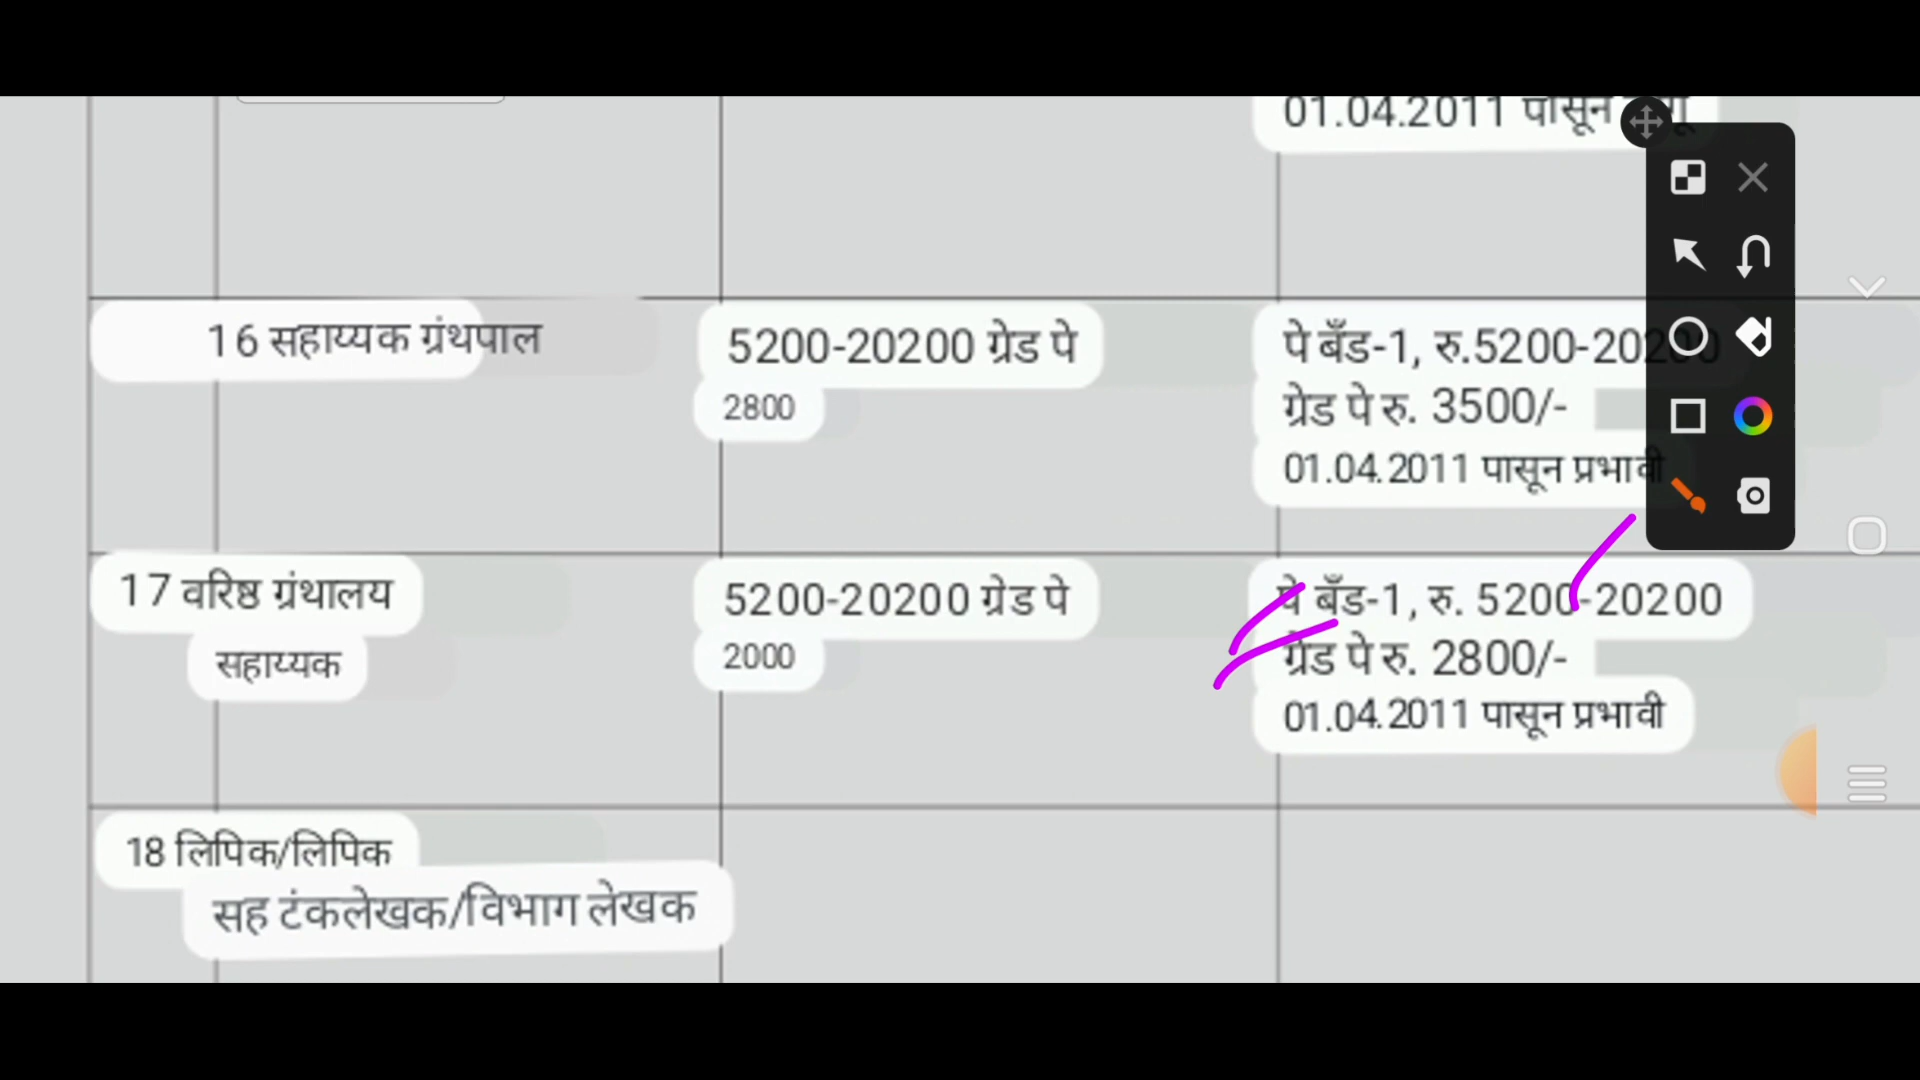 01.04.2011 पासून
16 सहाय्यक ग्रंथपाल
5200-20200 ग्रेड पे
2800
पे बँड-1, रु.5200-20200
ग्रेड पे रु. 3500/-
01.04.2011 पासून प्रभावी
17 वरिष्ठ ग्रंथालय
सहाय्यक
5200-20200 ग्रेड पे
2000
पे बँड-1, रु. 5200-20200
ग्रेड पे रु. 2800/-
01.04.2011 पासून प्रभावी
18 लिपिक/लिपिक
सह टंकलेखक/विभाग लेखक